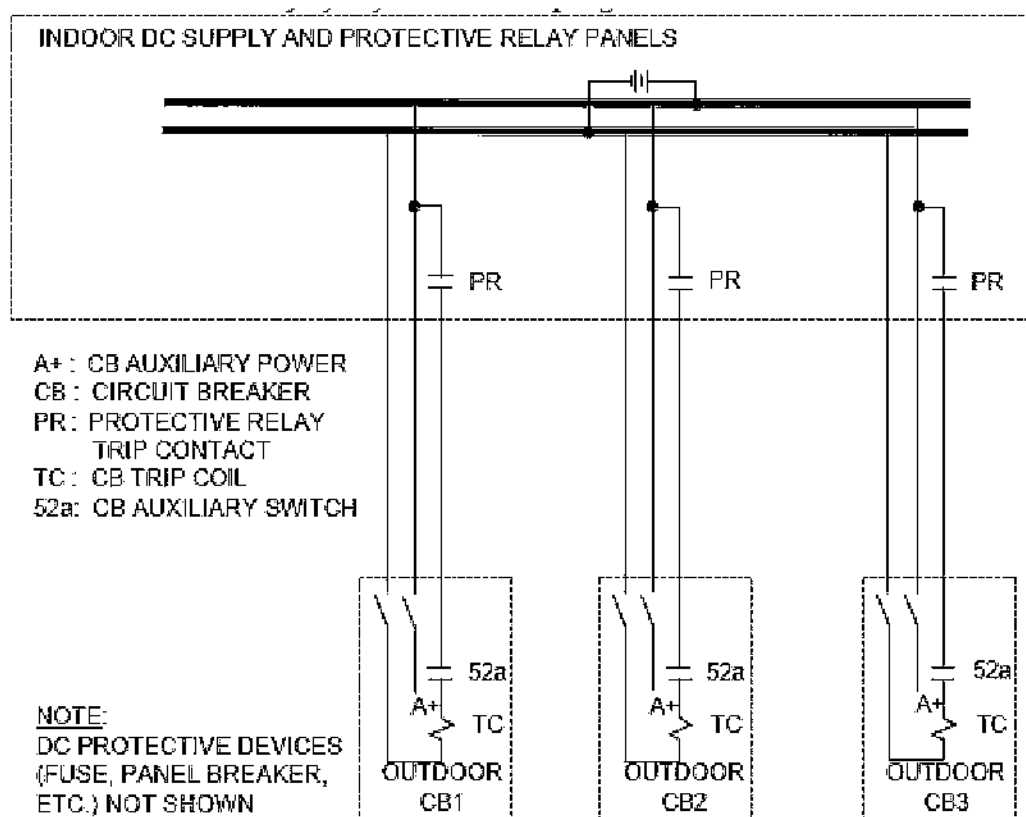 INDOOR DC SUPPLY AND PROTECTIVE RELAY PANELS
PR
PR
PR
A+ : CB AUXILIARY POWER
CB : CIRCUIT BREAKER
PR : PROTECTIVE RELAY
TRIP CONTACT
TC : CB TRIP COIL
52a: CB AUXILIARY SWITCH
52a
52a
52a
A+
TC
A+
TC
A+
TC
NOTE:
DC PROTECTIVE DEVICES
(FUSE, PANEL BREAKER,
ETC.) NOT SHOWN
OUTDOOR
CB1
OUTDOOR
CB2
OUTDOOR
CB3